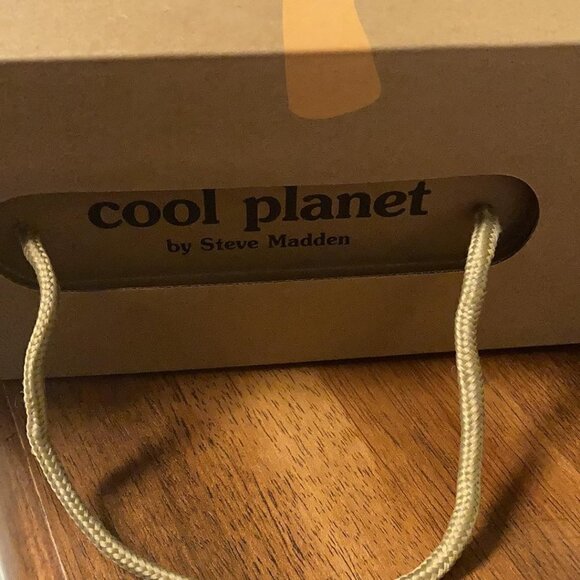 cool planet
by Steve Madden